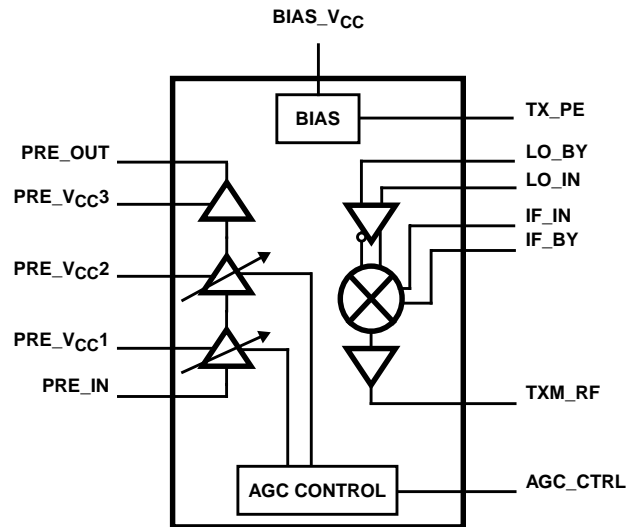 BIAS_VCC
BIAS
TX_PE
LO_BY
LO_IN
IF_IN
IF_BY
PRE_OUT
PRE_VCC3
PRE_VCC2
PRE_VCC1
PRE_IN
TXM_RF
AGC CONTROL
AGC_CTRL